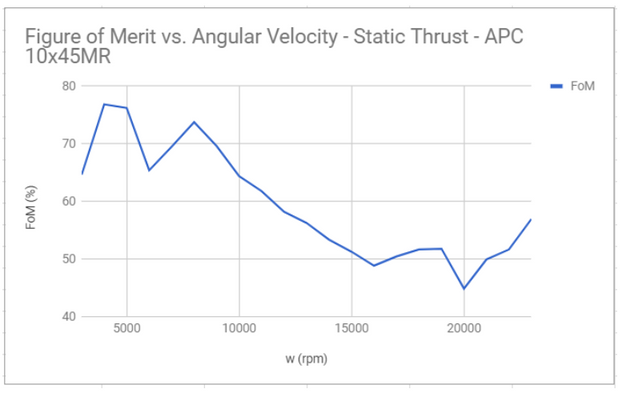 Figure of Merit vs. Angular Velocity - Static Thrust - APC
10x45MR
FoM
80
70
60
50
40
FoM (%)
5000
10000
15000
20000
w (rpm)